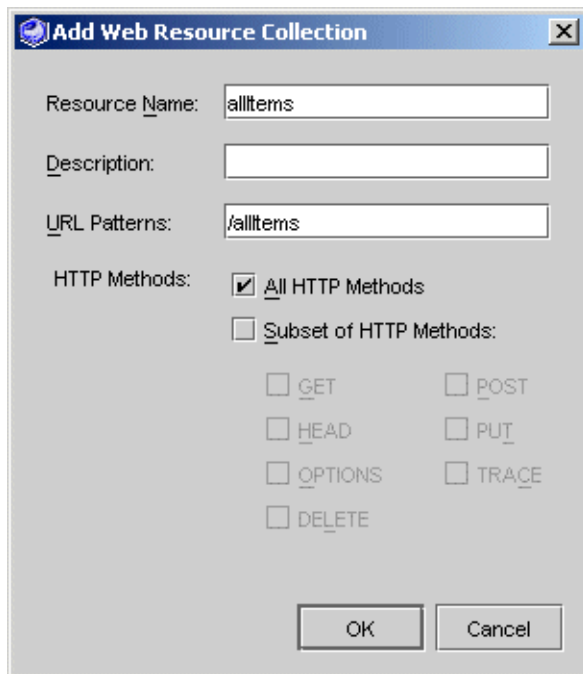 Add Web Resource Collection
Resource Name: allItems
Description:
URL Patterns: /allItems
HTTP Methods: All HTTP Methods
Subset of HTTP Methods:
GET POST
HEAD PUT
OPTIONS TRACE
DELETE
OK Cancel